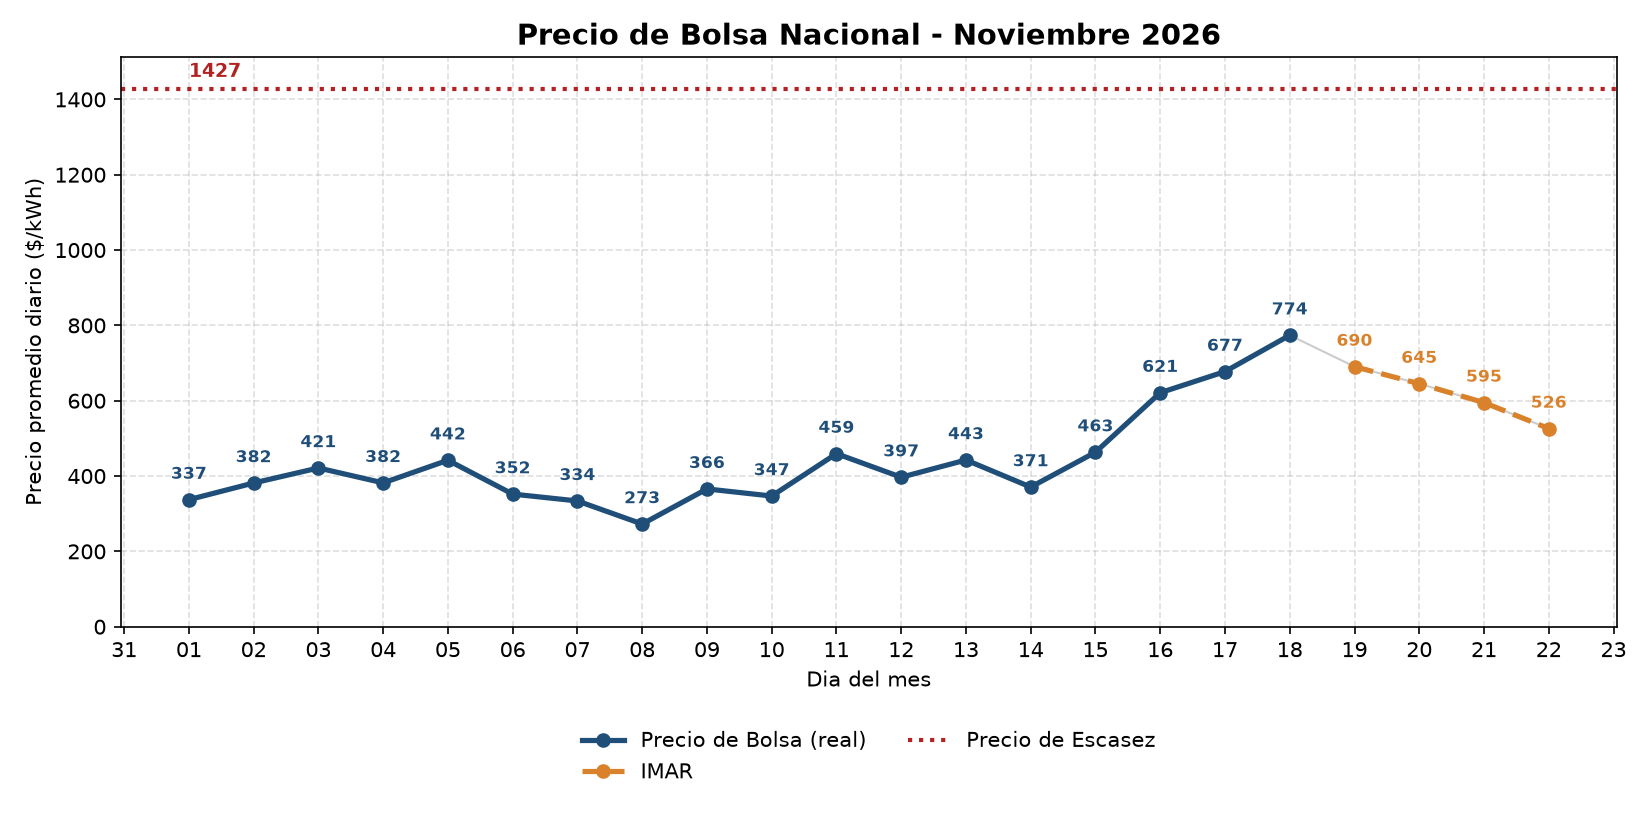 Precio de Bolsa Nacional - Noviembre 2026
1427
Precio promedio diario ($/kWh)
1400
1200
1000
800
600
400
200
0
337 382 421 382 442 352 334 273 366 347 459 397 443 371 463 621 677 774 690 645 595 526
31 01 02 03 04 05 06 07 08 09 10 11 12 13 14 15 16 17 18 19 20 21 22 23
Dia del mes
Precio de Bolsa (real) Precio de Escasez
IMAR